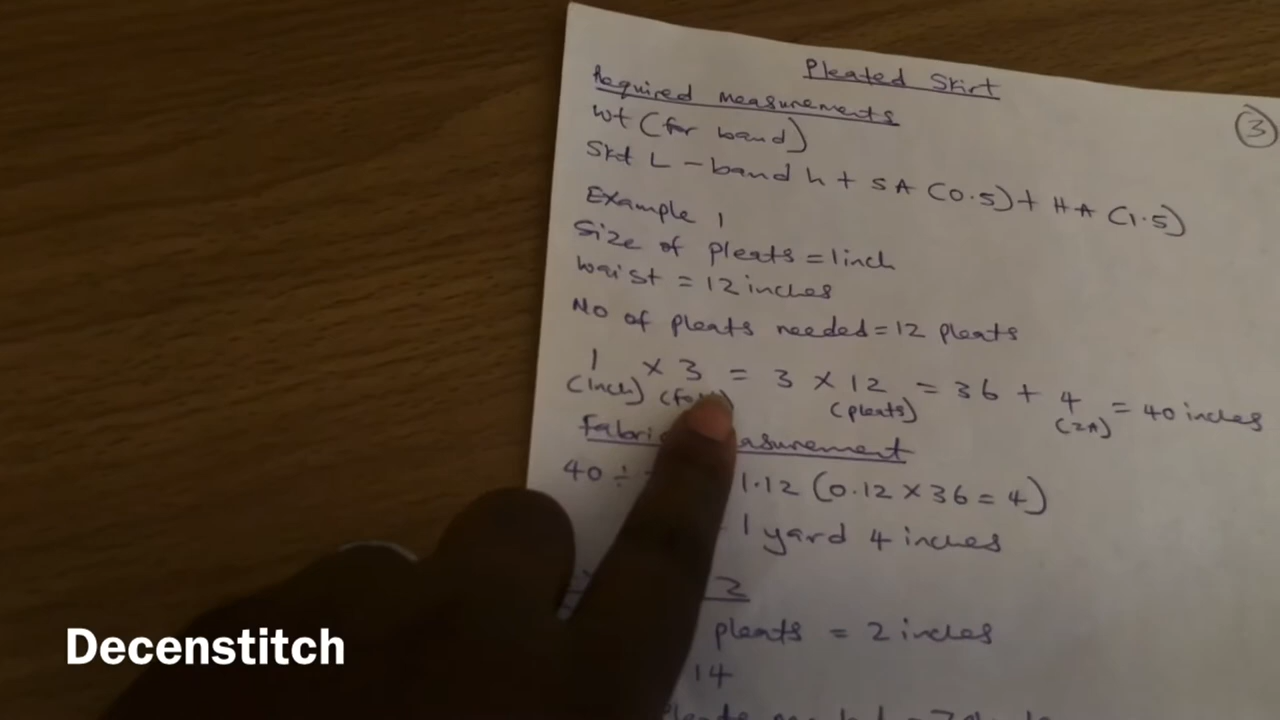 Pleated Skirt
3
Required measurements
Wt (for band)
Skt L - band h + SA (0.5) + HA (1.5)
Example 1
Size of pleats = 1inch
waist = 12 inches
No of pleats needed = 12 pleats
1 × 3 = 3 × 12 = 36 + 4 = 40 inches
(inch) (pleats)
measurement
40 ÷ 1.12 (0.12 × 36 = 4)
1 yard 4 inches
2
pleats = 2 inches
14
Decenstitch